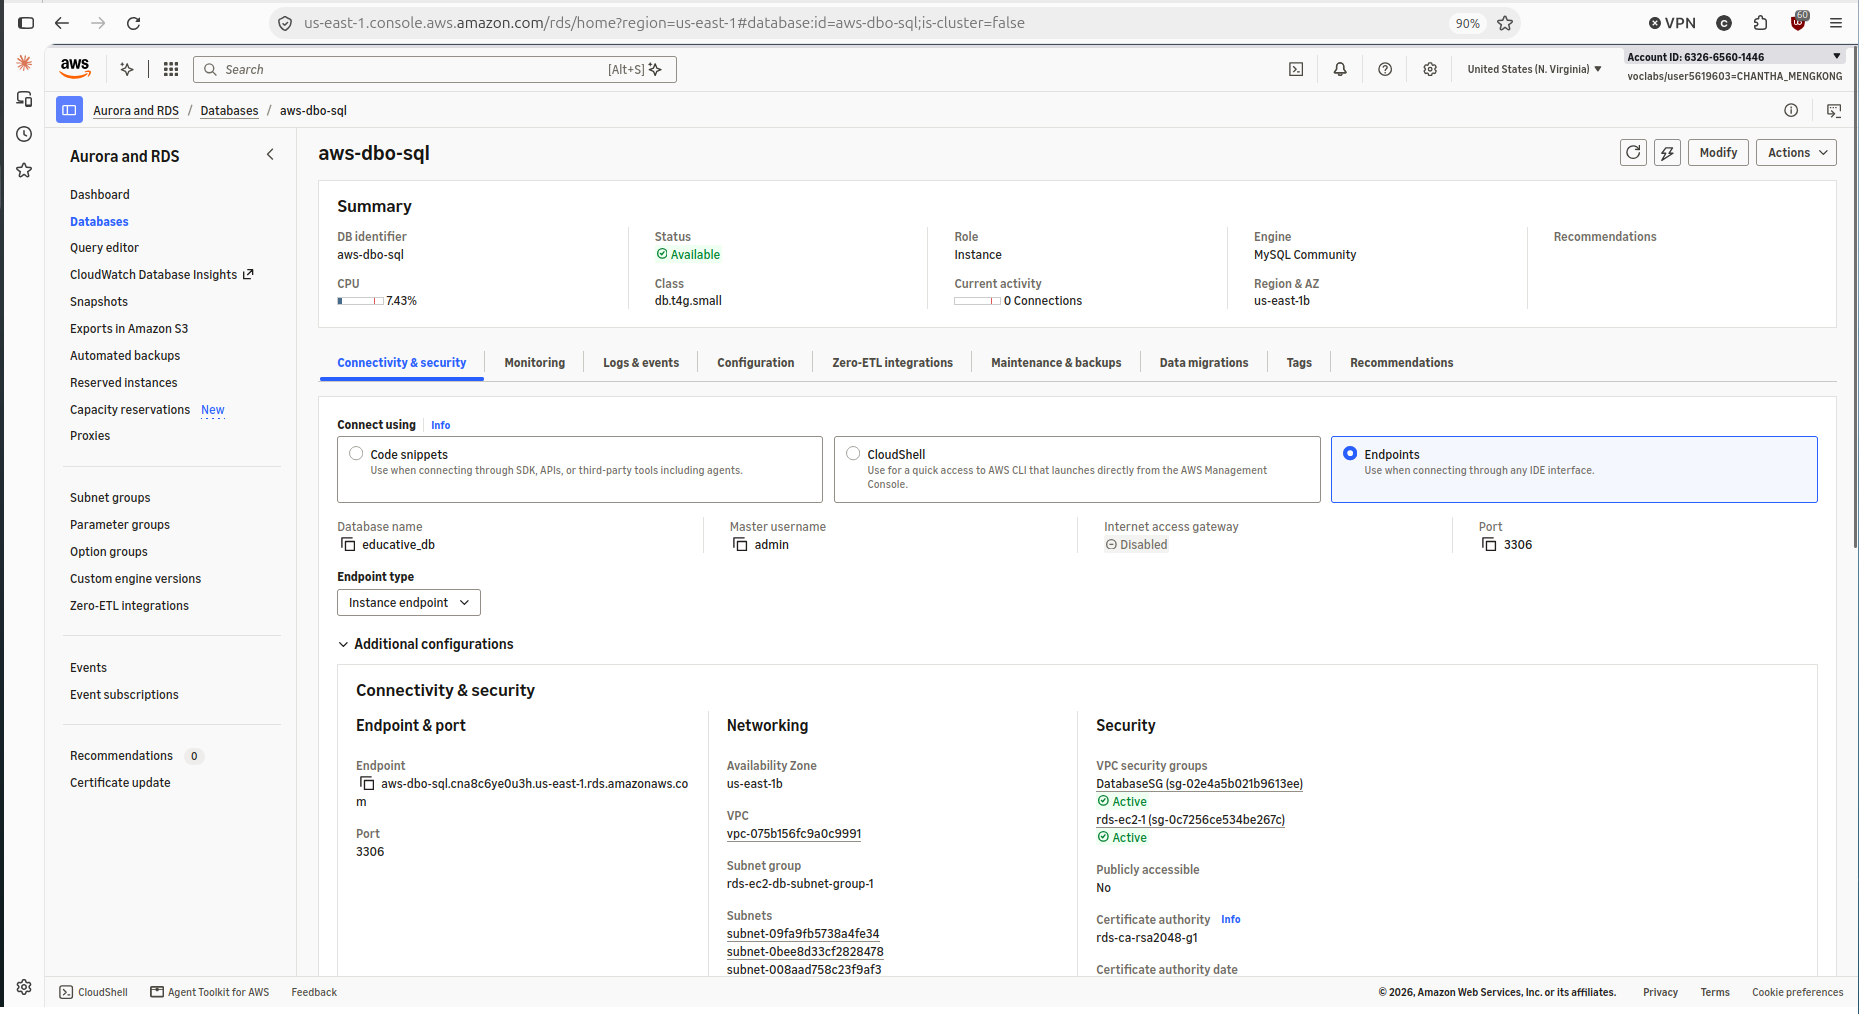 us-east-1.console.aws.amazon.com/rds/home?region=us-east-1#database:id=aws-dbo-sql;is-cluster=false
90%
VPN
C
60
aws
Search
[Alt+S]
United States (N. Virginia)
Account ID: 6326-6560-1446
voclabs/user5619603=CHANTHA_MENGKONG
Aurora and RDS / Databases / aws-dbo-sql
Aurora and RDS
Dashboard
Databases
Query editor
CloudWatch Database Insights
Snapshots
Exports in Amazon S3
Automated backups
Reserved instances
Capacity reservations New
Proxies
Subnet groups
Parameter groups
Option groups
Custom engine versions
Zero-ETL integrations
Events
Event subscriptions
Recommendations 0
Certificate update
aws-dbo-sql
Modify
Actions
Summary
DB identifier
aws-dbo-sql
CPU
7.43%
Status
Available
Class
db.t4g.small
Role
Instance
Current activity
0 Connections
Engine
MySQL Community
Region & AZ
us-east-1b
Recommendations
Connectivity & security
Monitoring
Logs & events
Configuration
Zero-ETL integrations
Maintenance & backups
Data migrations
Tags
Recommendations
Connect using Info
Code snippets
Use when connecting through SDK, APIs, or third-party tools including agents.
CloudShell
Use for a quick access to AWS CLI that launches directly from the AWS Management
Console.
Endpoints
Use when connecting through any IDE interface.
Database name
educative_db
Master username
admin
Internet access gateway
Disabled
Port
3306
Endpoint type
Instance endpoint
Additional configurations
Connectivity & security
Endpoint & port
Endpoint
aws-dbo-sql.cna8c6ye0u3h.us-east-1.rds.amazonaws.co
m
Port
3306
Networking
Availability Zone
us-east-1b
VPC
vpc-075b156fc9a0c9991
Subnet group
rds-ec2-db-subnet-group-1
Subnets
subnet-09fa9fb5738a4fe34
subnet-0bee8d33cf2828478
subnet-008aad758c23f9af3
Security
VPC security groups
DatabaseSG (sg-02e4a5b021b9613ee)
Active
rds-ec2-1 (sg-0c7256ce534be267c)
Active
Publicly accessible
No
Certificate authority Info
rds-ca-rsa2048-g1
Certificate authority date
CloudShell
Agent Toolkit for AWS
Feedback
© 2026, Amazon Web Services, Inc. or its affiliates.
Privacy
Terms
Cookie preferences